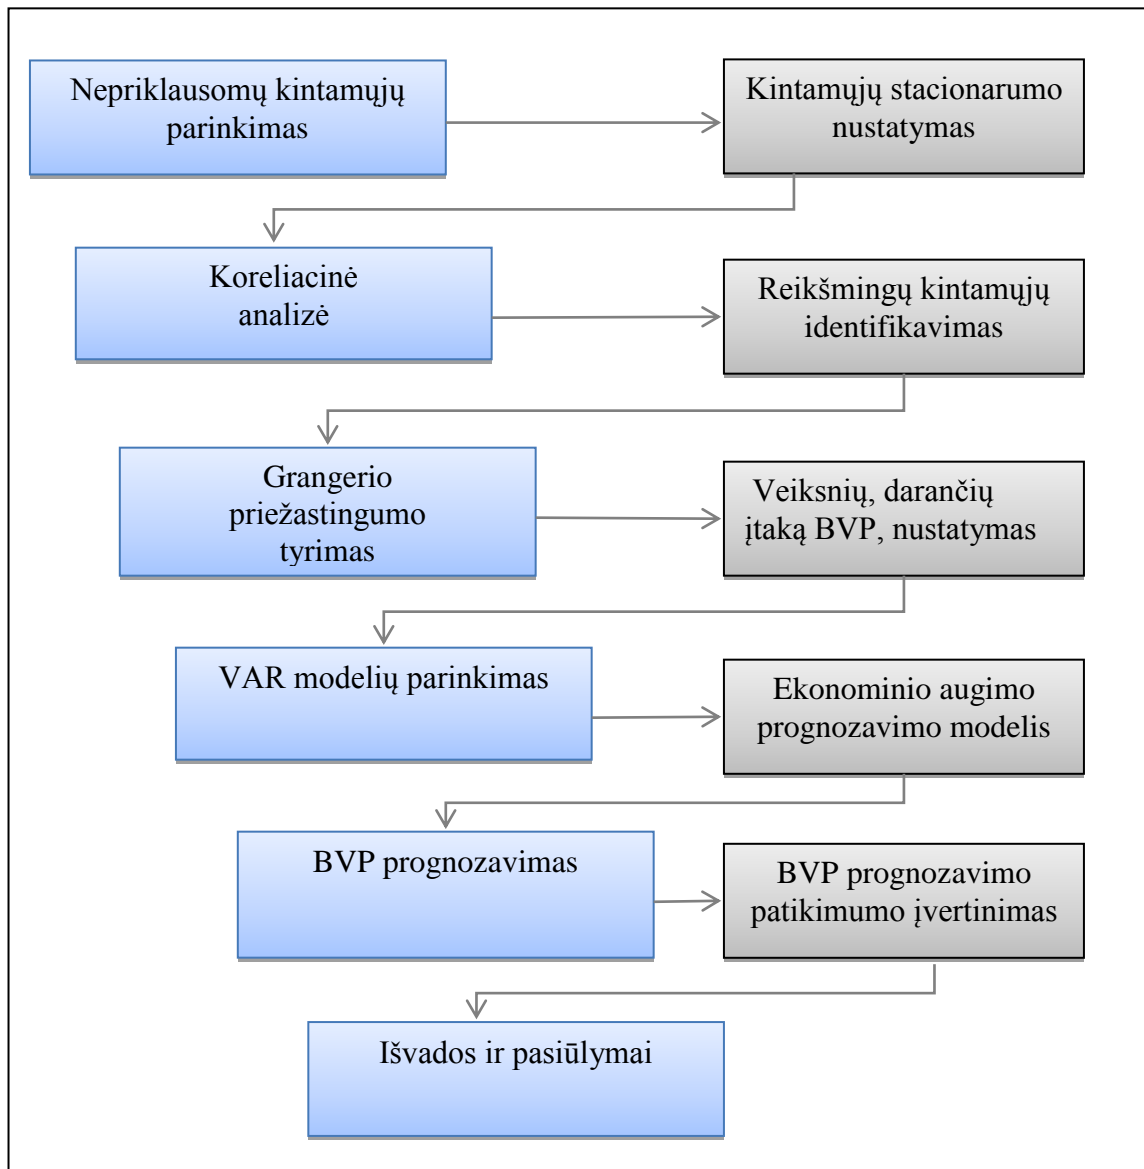 Nepriklausomų kintamųjų
parinkimas
Kintamųjų stacionarumo
nustatymas
Koreliacinė
analizė
Reikšmingų kintamųjų
identifikavimas
Grangerio
priežastingumo
tyrimas
Veiksnių, darančių
įtaką BVP, nustatymas
VAR modelių parinkimas
Ekonominio augimo
prognozavimo modelis
BVP prognozavimas
BVP prognozavimo
patikimumo įvertinimas
Išvados ir pasiūlymai